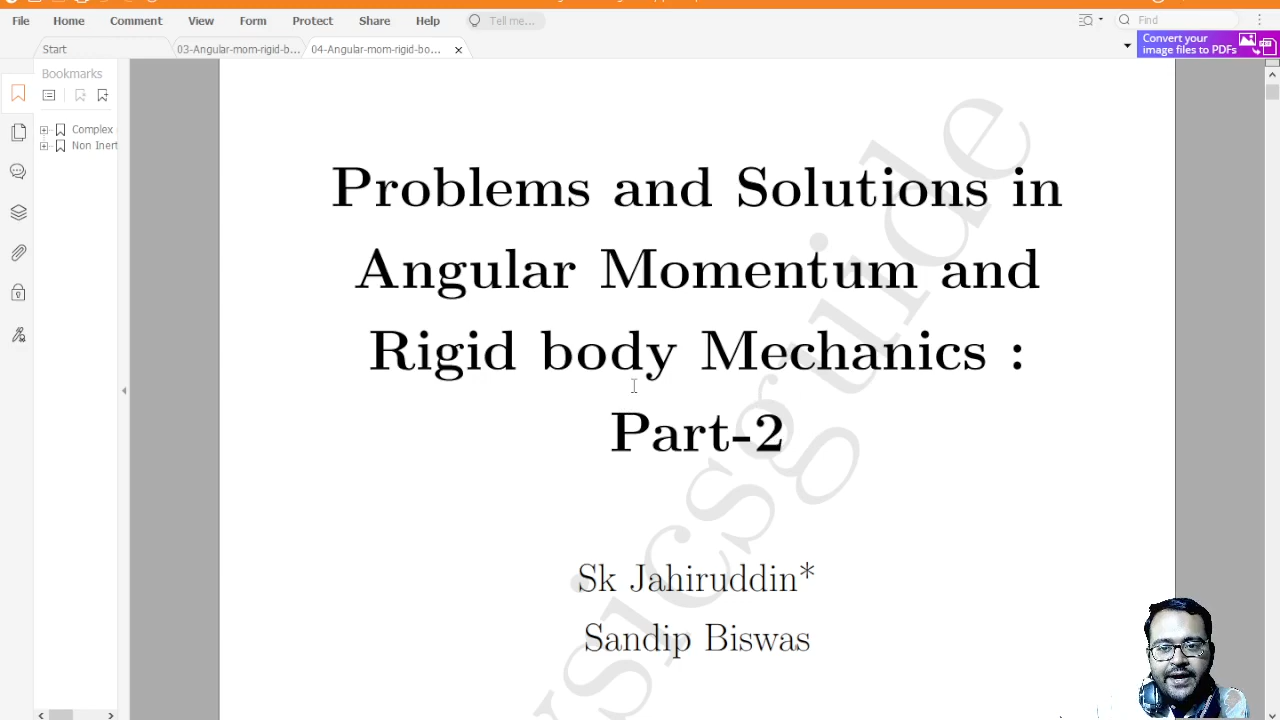 File Home Comment View Form Protect Share Help Tell me... Find
Start 03-Angular-mom-rigid-b... 04-Angular-mom-rigid-bo... ×
Convert your
image files to PDFs
Bookmarks
Complex
Non Inert
Problems and Solutions in
Angular Momentum and
Rigid body Mechanics :
Part-2
Sk Jahiruddin*
Sandip Biswas